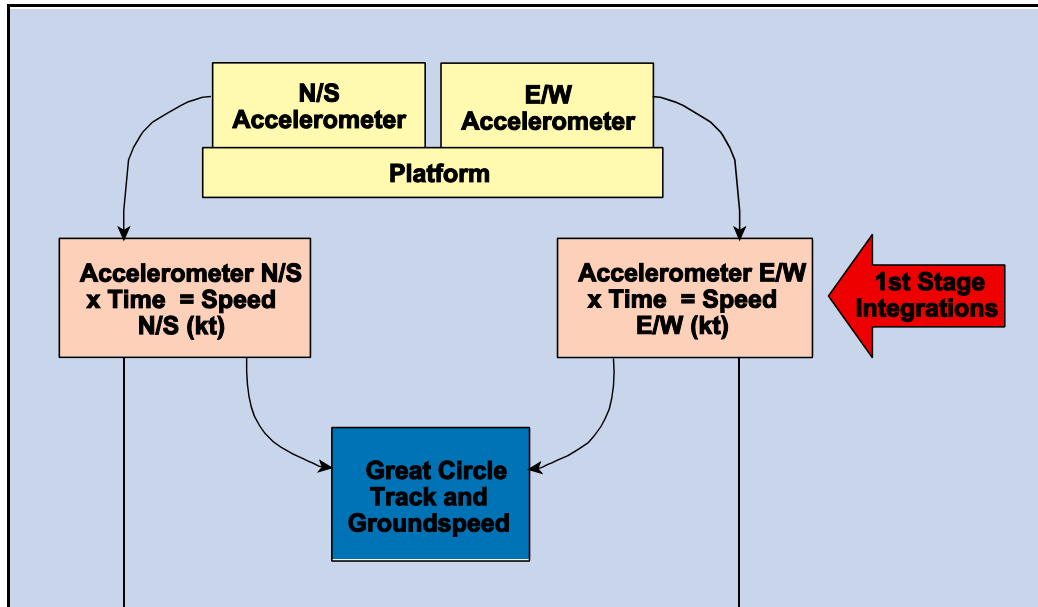 N/S
Accelerometer
E/W
Accelerometer
Platform
Accelerometer N/S
x Time = Speed
N/S (kt)
Accelerometer E/W
x Time = Speed
E/W (kt)
1st Stage
Integrations
Great Circle
Track and
Groundspeed